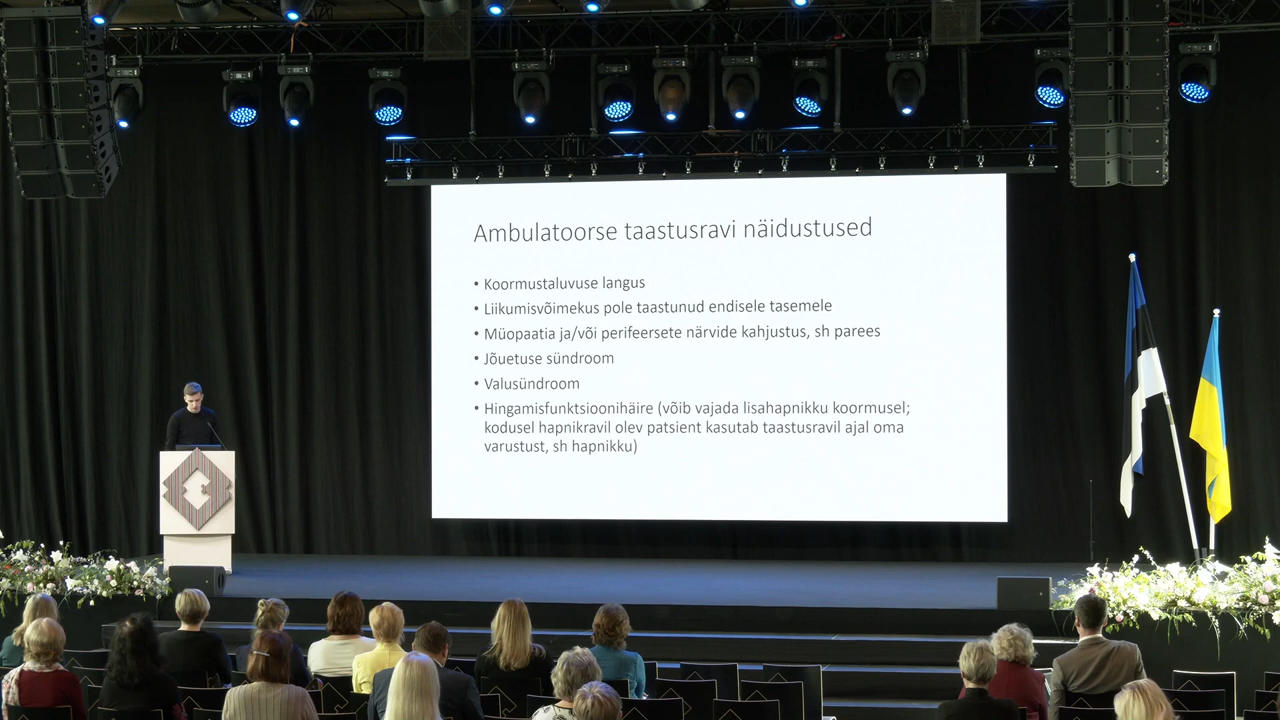 Ambulatoorse taastusravi näidustused
• Koormustaluvuse langus
• Liikumisvõimekus pole taastunud endisele tasemele
• Müopaatia ja/või perifeersete närvide kahjustus, sh parees
• Jõuetuse sündroom
• Valusündroom
• Hingamisfunktsioonihäire (võib vajada lisahapnikku koormusel;
kodusel hapnikravil olev patsient kasutab taastusravil ajal oma
varustust, sh hapnikku)